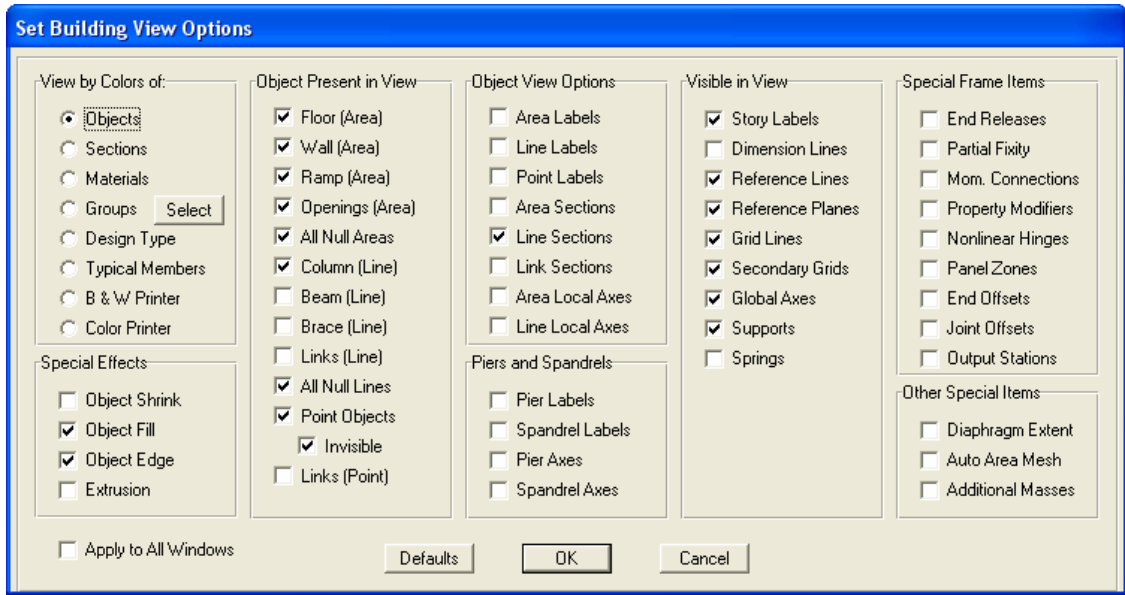 Set Building View Options
View by Colors of:
Objects
Sections
Materials
Groups
Select
Design Type
Typical Members
B & W Printer
Color Printer
Special Effects
Object Shrink
Object Fill
Object Edge
Extrusion
Object Present in View
Floor (Area)
Wall (Area)
Ramp (Area)
Openings (Area)
All Null Areas
Column (Line)
Beam (Line)
Brace (Line)
Links (Line)
All Null Lines
Point Objects
Invisible
Links (Point)
Object View Options
Area Labels
Line Labels
Point Labels
Area Sections
Line Sections
Link Sections
Area Local Axes
Line Local Axes
Piers and Spandrels
Pier Labels
Spandrel Labels
Pier Axes
Spandrel Axes
Visible in View
Story Labels
Dimension Lines
Reference Lines
Reference Planes
Grid Lines
Secondary Grids
Global Axes
Supports
Springs
Special Frame Items
End Releases
Partial Fixity
Mom. Connections
Property Modifiers
Nonlinear Hinges
Panel Zones
End Offsets
Joint Offsets
Output Stations
Other Special Items
Diaphragm Extent
Auto Area Mesh
Additional Masses
Apply to All Windows
Defaults
OK
Cancel